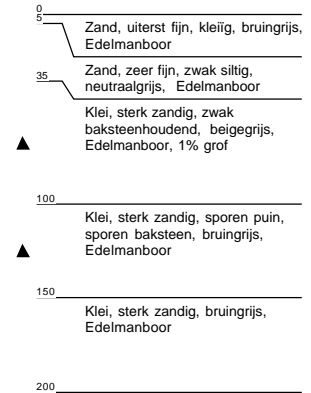 0
5
Zand, uiterst fijn, kleiïg, bruingrijs,
Edelmanboor
Zand, zeer fijn, zwak siltig,
35
neutraalgrijs, Edelmanboor
Klei, sterk zandig, zwak
baksteenhoudend, beigegrijs,
Edelmanboor, 1% grof
100
Klei, sterk zandig, sporen puin,
sporen baksteen, bruingrijs,
Edelmanboor
150
Klei, sterk zandig, bruingrijs,
Edelmanboor
200